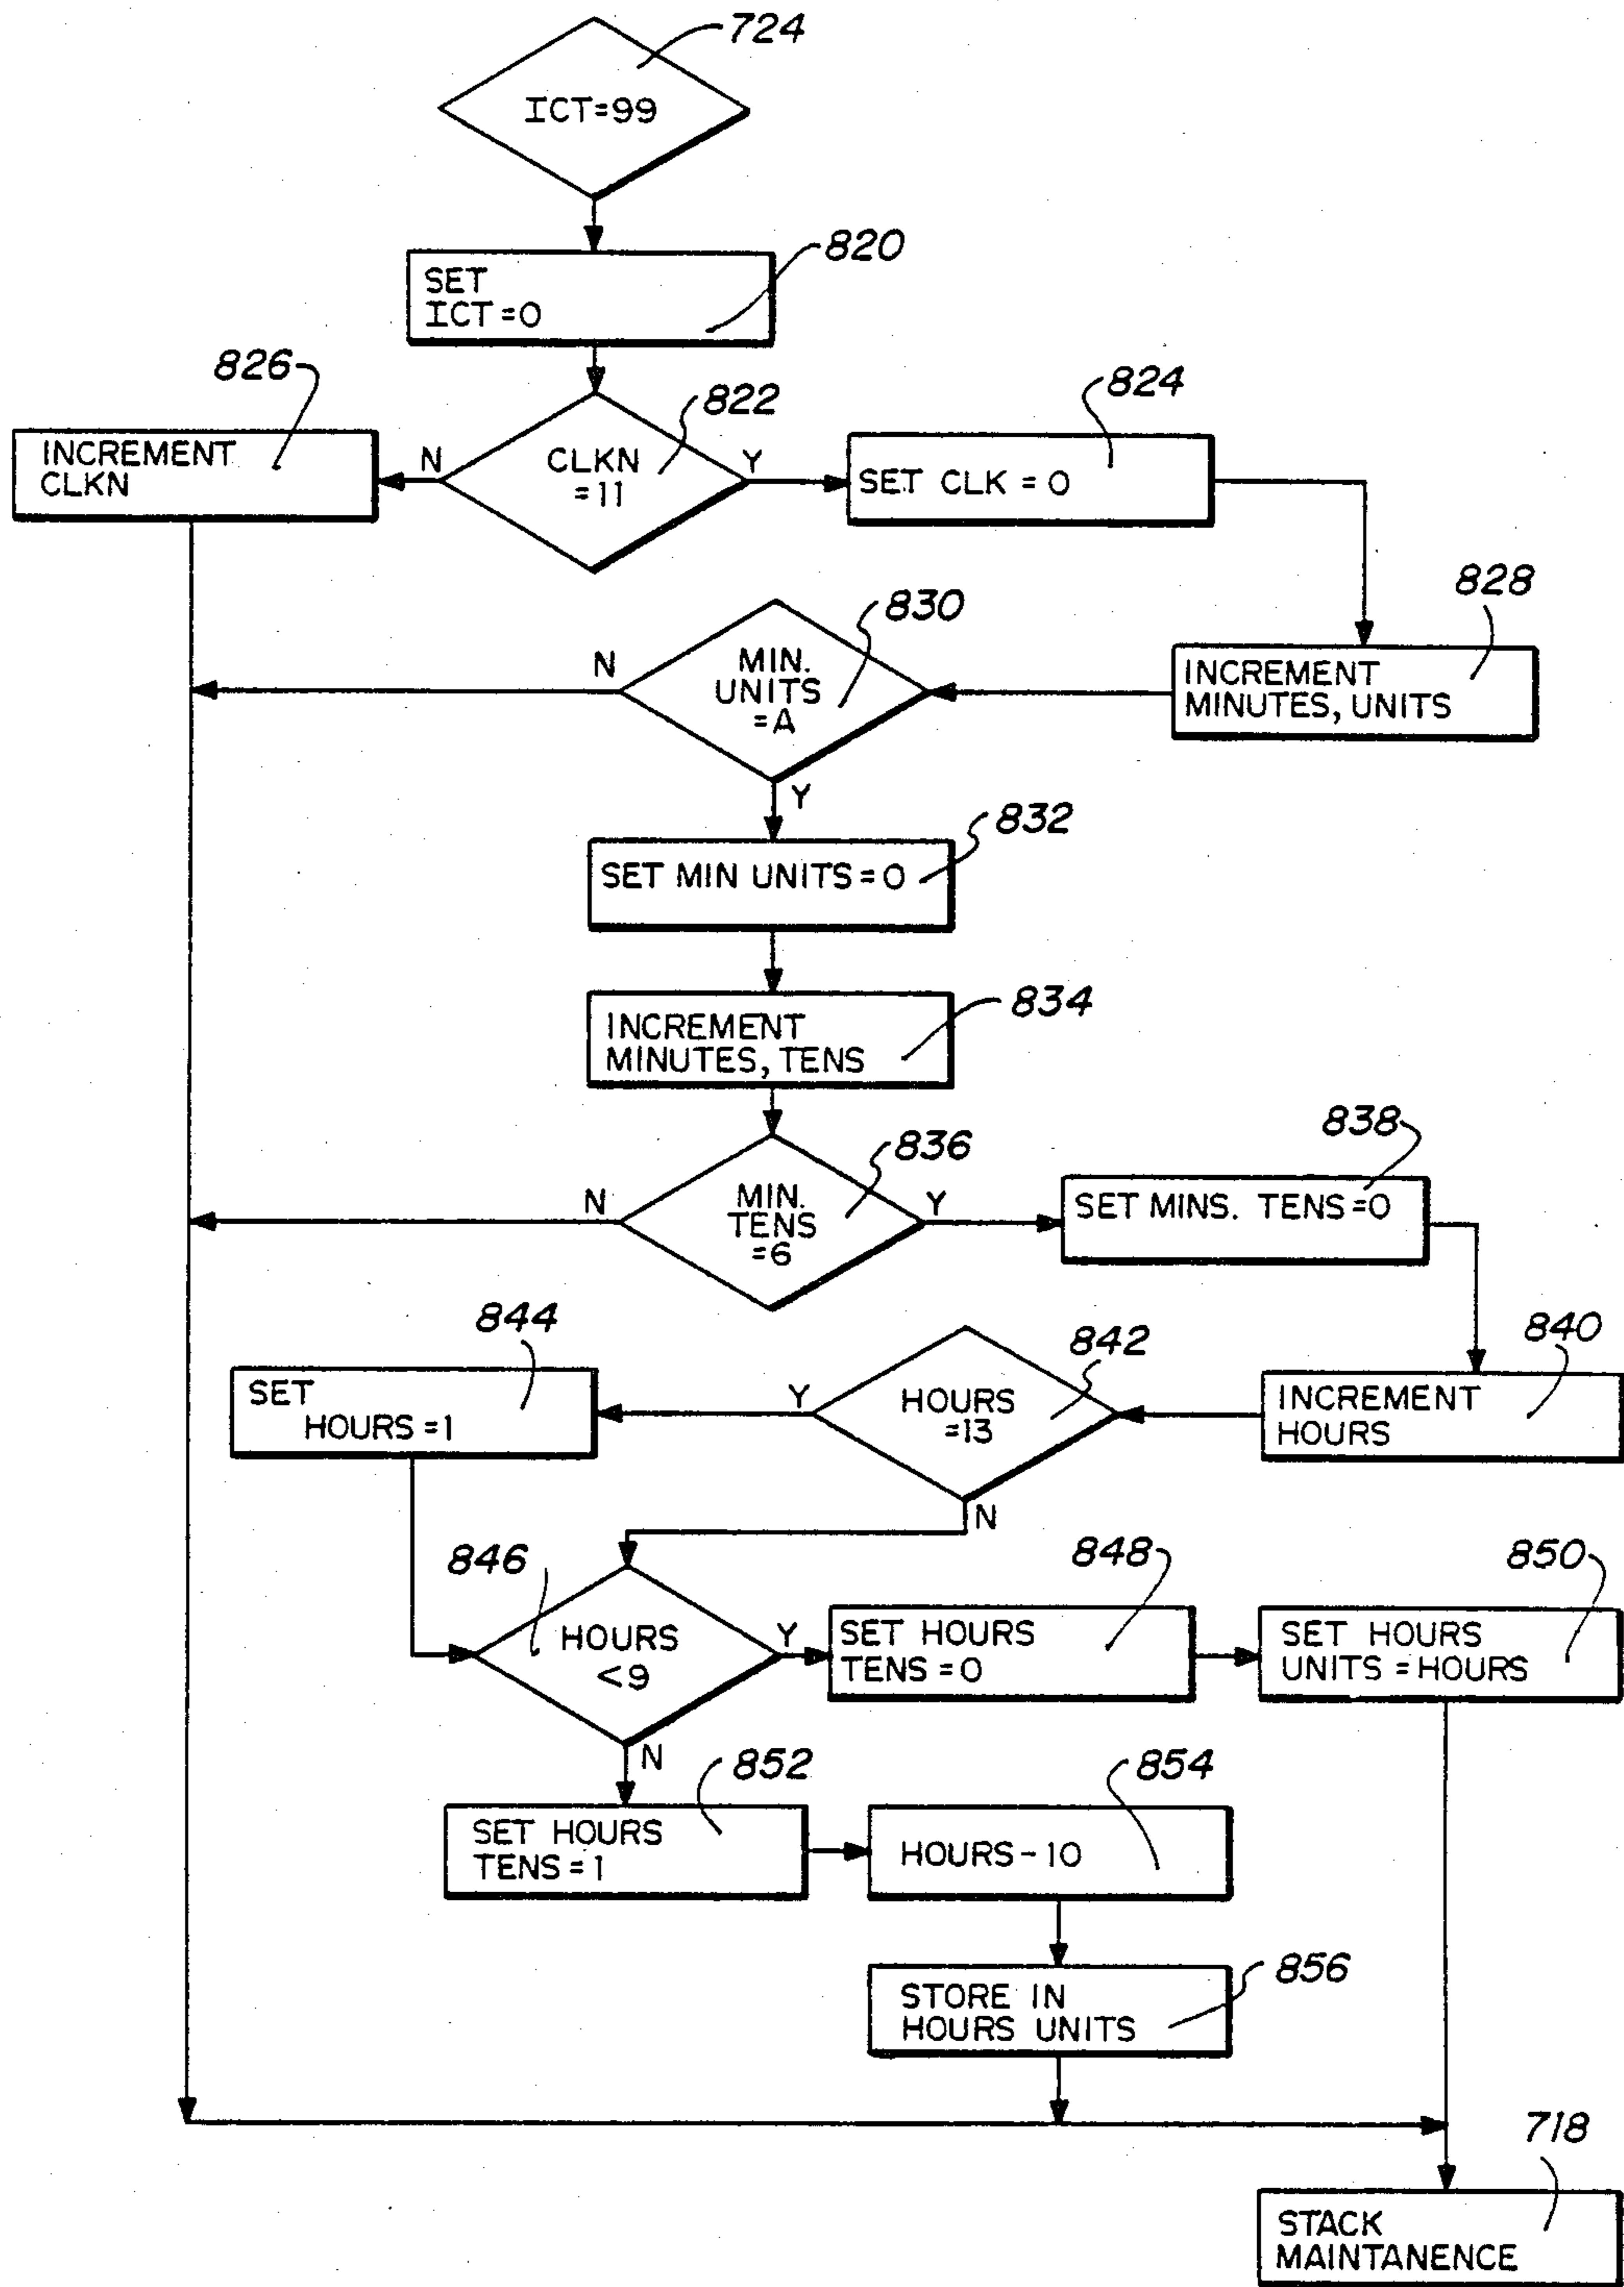 724
ICT=99
820
SET
ICT=0
826
822
824
INCREMENT
CLKN
N
CLKN
=11
Y
SET CLK = 0
828
830
N
MIN.
UNITS
=A
INCREMENT
MINUTES, UNITS
Y
832
SET MIN UNITS=0
834
INCREMENT
MINUTES, TENS
836
838
N
MIN.
TENS
=6
Y
SET MINS. TENS=0
844
842
840
SET
HOURS=1
Y
HOURS
=13
INCREMENT
HOURS
N
846
848
850
HOURS
<9
Y
SET HOURS
TENS=0
SET HOURS
UNITS=HOURS
N
852
854
SET HOURS
TENS=1
HOURS-10
856
STORE IN
HOURS UNITS
718
STACK
MAINTANENCE